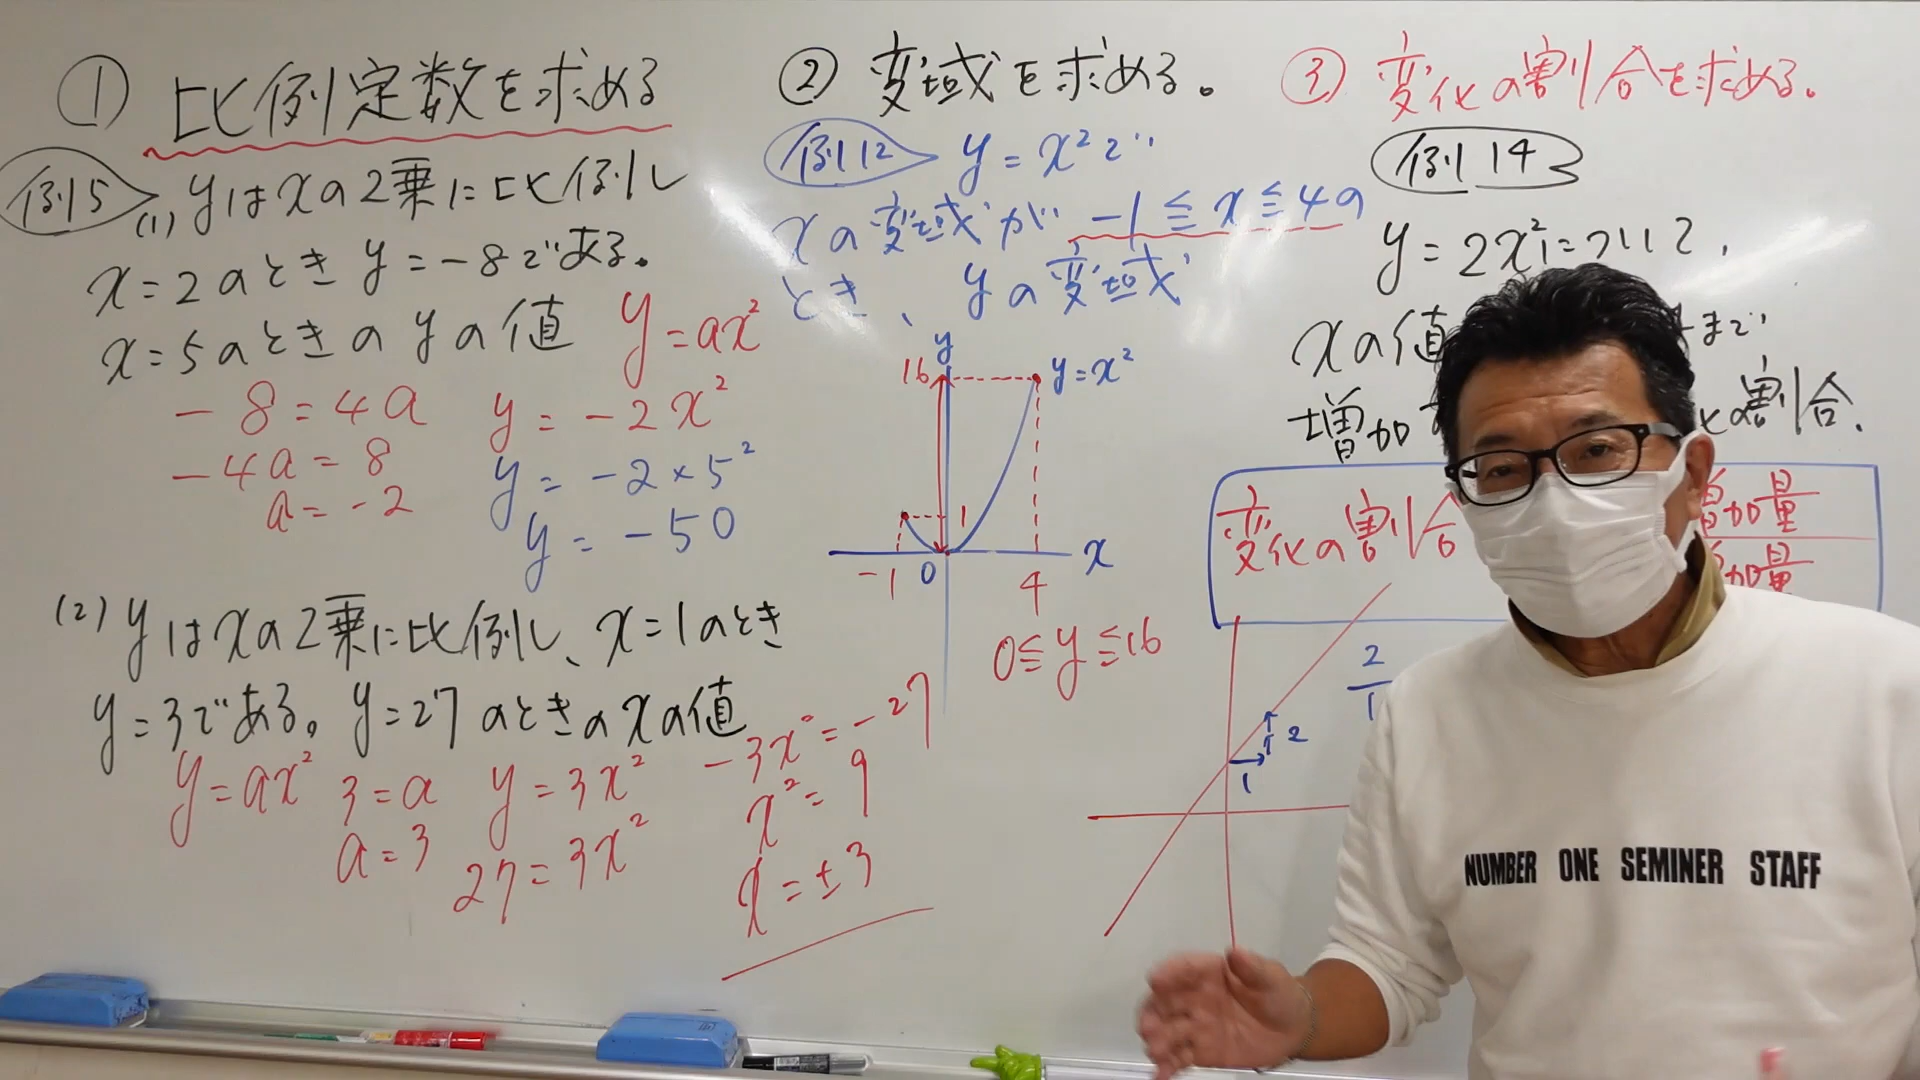 ① 比例定数を求める
例5 (1) yはxの2乗に比例し
x=2のときy=-8である。
x=5のときのyの値
y=ax²
-8=4a
-4a=8
a=-2
y=-2x²
y=-2×5²
y=-50
(2) yはxの2乗に比例し、x=1のとき
y=3である。y=27のときのxの値
y=ax²
3=a
a=3
y=3x²
27=3x²
-3x²=-27
x²=9
x=±3
② 変域を求める。
例12 y=x²で
xの変域が -1≦x≦4の
とき、yの変域
y
16
y=x²
1
-1 0 4 x
0≦y≦16
③ 変化の割合を求める。
例14
y=2x²について、
xの値 まで
増加 の割合.
変化の割合
増加量
加量
2
1
2
1
NUMBER ONE SEMINER STAFF